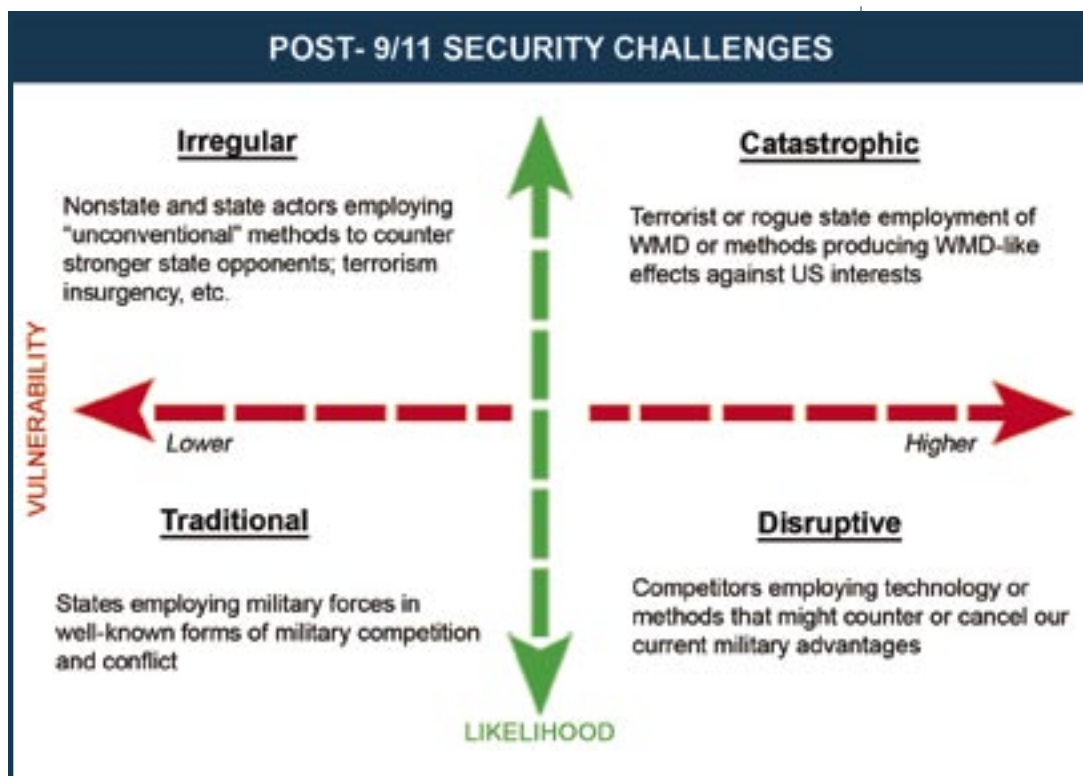 POST- 9/11 SECURITY CHALLENGES
Irregular
Nonstate and state actors employing
“unconventional” methods to counter
stronger state opponents; terrorism
insurgency, etc.
Catastrophic
Terrorist or rogue state employment of
WMD or methods producing WMD-like
effects against US interests
VULNERABILITY
Lower
Higher
Traditional
States employing military forces in
well-known forms of military competition
and conflict
Disruptive
Competitors employing technology or
methods that might counter or cancel our
current military advantages
LIKELIHOOD